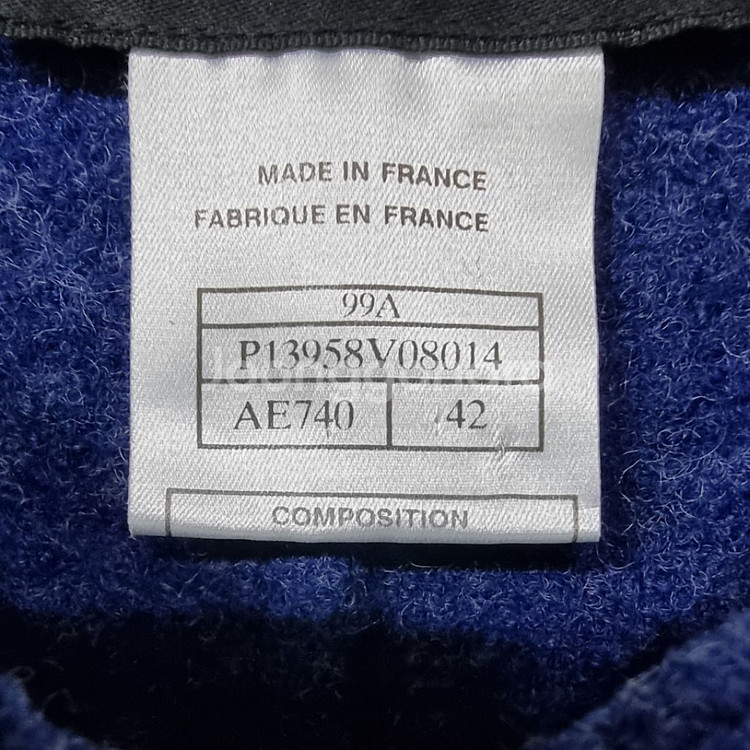 MADE IN FRANCE
FABRIQUE EN FRANCE
99A
P13958V08014
AE740 42
COMPOSITION